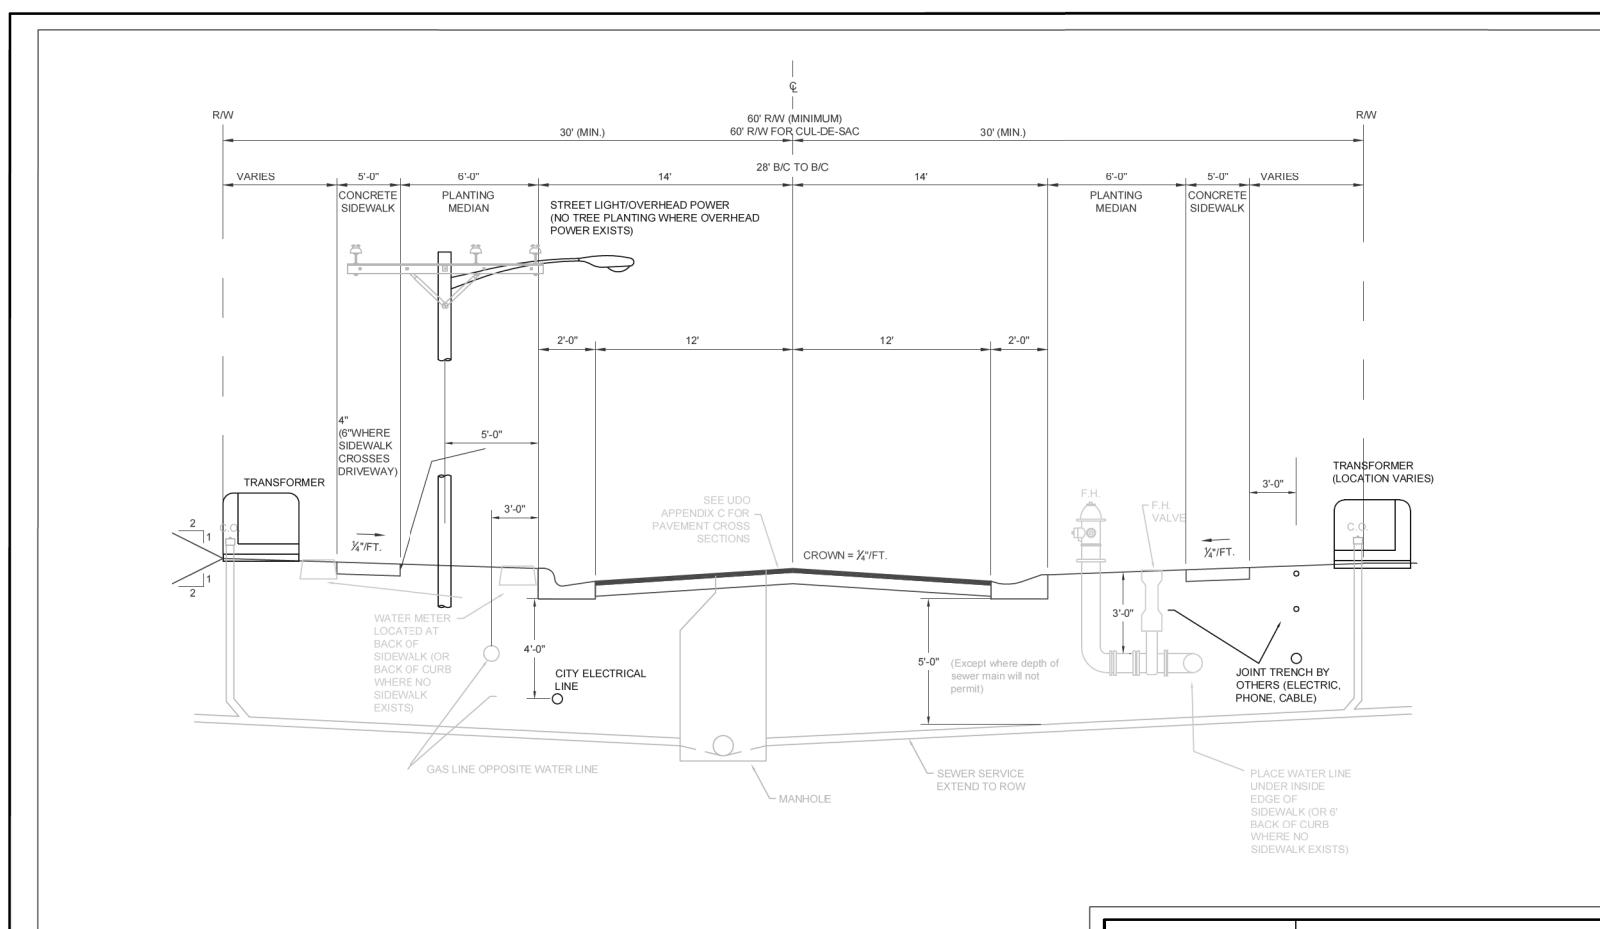 ℄
R/W
60' R/W (MINIMUM)
R/W
30' (MIN.)
60' R/W FOR CUL-DE-SAC
30' (MIN.)
28' B/C TO B/C
VARIES
5'-0"
6'-0"
14'
14'
6'-0"
5'-0"
VARIES
CONCRETE
SIDEWALK
PLANTING
MEDIAN
PLANTING
MEDIAN
CONCRETE
SIDEWALK
STREET LIGHT/OVERHEAD POWER
(NO TREE PLANTING WHERE OVERHEAD
POWER EXISTS)
2'-0"
12'
12'
2'-0"
4"
(6"WHERE
SIDEWALK
CROSSES
DRIVEWAY)
5'-0"
TRANSFORMER
TRANSFORMER
(LOCATION VARIES)
3'-0"
3'-0"
SEE UDO
APPENDIX C FOR
PAVEMENT CROSS
SECTIONS
F.H.
F.H.
VALVE
C.O.
C.O.
2
1
1
2
¼"/FT.
CROWN = ¼"/FT.
¼"/FT.
WATER METER
LOCATED AT
BACK OF
SIDEWALK (OR
BACK OF CURB
WHERE NO
SIDEWALK
EXISTS)
4'-0"
CITY ELECTRICAL
LINE
5'-0"
(Except where depth of
sewer main will not
permit)
3'-0"
JOINT TRENCH BY
OTHERS (ELECTRIC,
PHONE, CABLE)
GAS LINE OPPOSITE WATER LINE
MANHOLE
SEWER SERVICE
EXTEND TO ROW
PLACE WATER LINE
UNDER INSIDE
EDGE OF
SIDEWALK (OR 6'
BACK OF CURB
WHERE NO
SIDEWALK EXISTS)